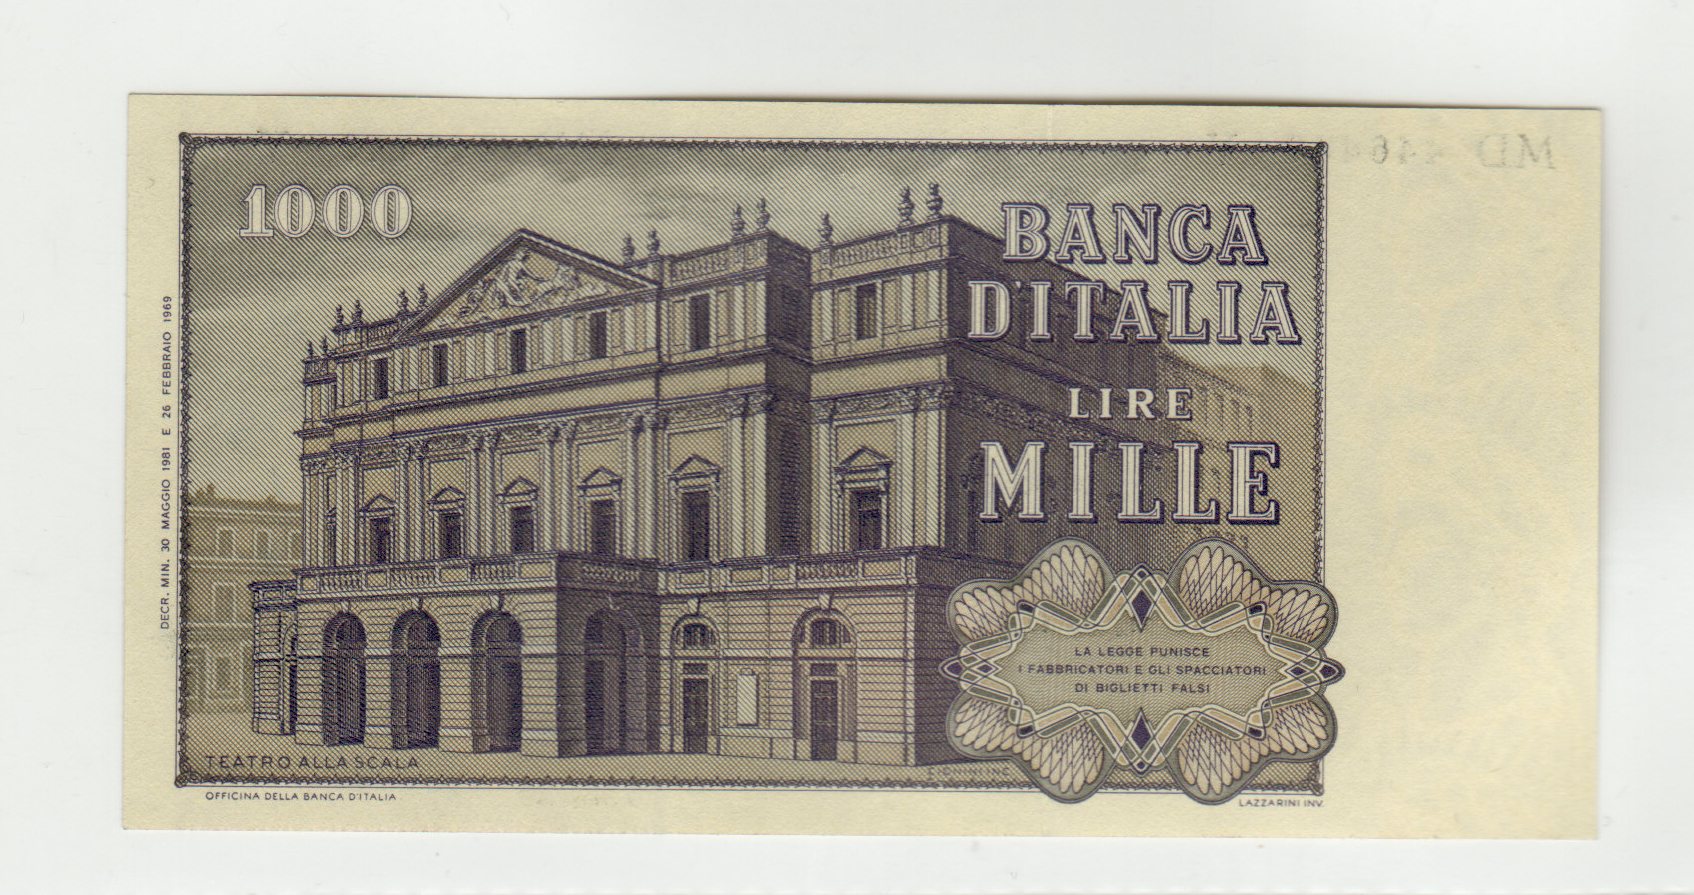 1000
BANCA
D'ITALIA
LIRE
MILLE
LA LEGGE PUNISCE
I FABBRICATORI E GLI SPACCIATORI
DI BIGLIETTI FALSI
DECR. MIN. 30 MAGGIO 1981 E 26 FEBBRAIO 1969
TEATRO ALLA SCALA
OFFICINA DELLA BANCA D'ITALIA
LAZZARINI INV.
MD